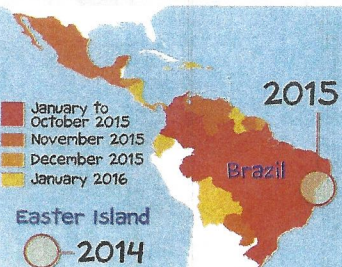 2015
January to
October 2015
November 2015
December 2015
January 2016
Brazil
Easter Island
2014